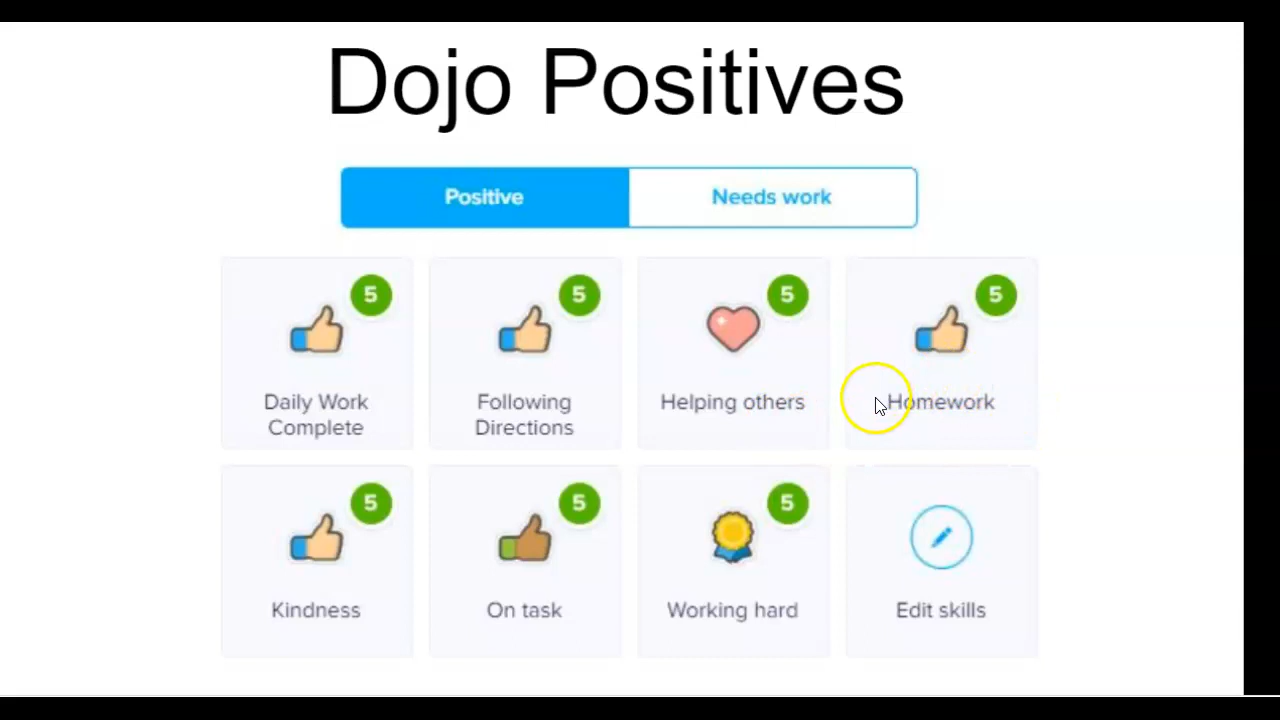 Dojo Positives
Positive
Needs work
5
5
5
5
Daily Work
Complete
Following
Directions
Helping others
Homework
5
5
5
Kindness
On task
Working hard
Edit skills